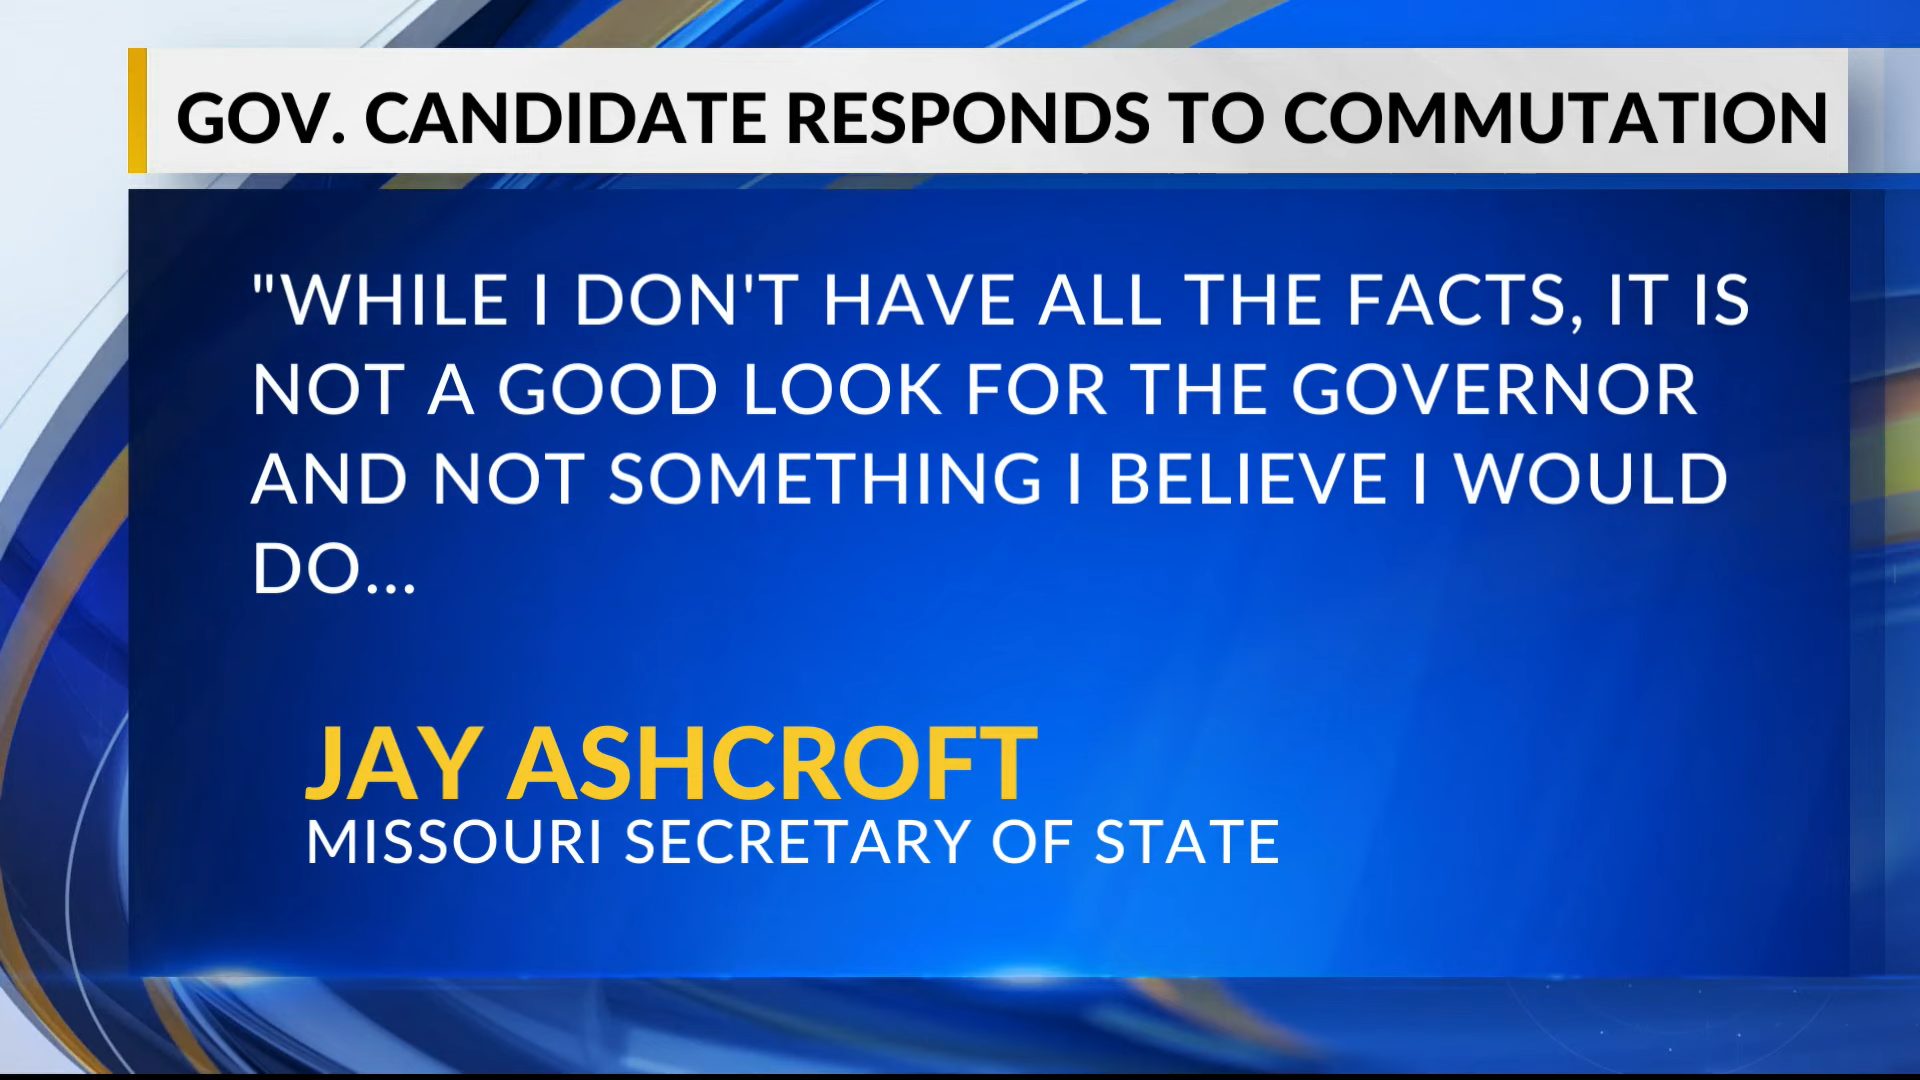 GOV. CANDIDATE RESPONDS TO COMMUTATION
"WHILE I DON'T HAVE ALL THE FACTS, IT IS
NOT A GOOD LOOK FOR THE GOVERNOR
AND NOT SOMETHING I BELIEVE I WOULD
DO...
JAY ASHCROFT
MISSOURI SECRETARY OF STATE